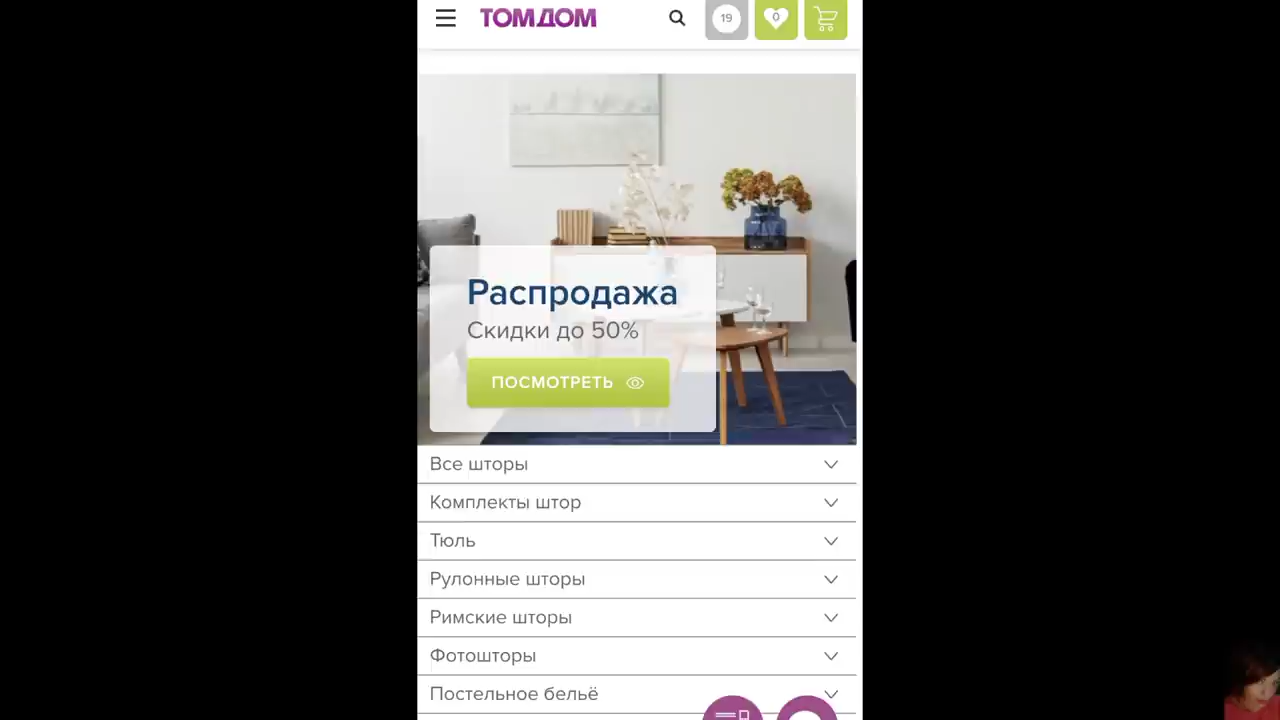 ТОМДОМ
19
0
Распродажа
Скидки до 50%
ПОСМОТРЕТЬ
Все шторы
Комплекты штор
Тюль
Рулонные шторы
Римские шторы
Фотошторы
Постельное бельё